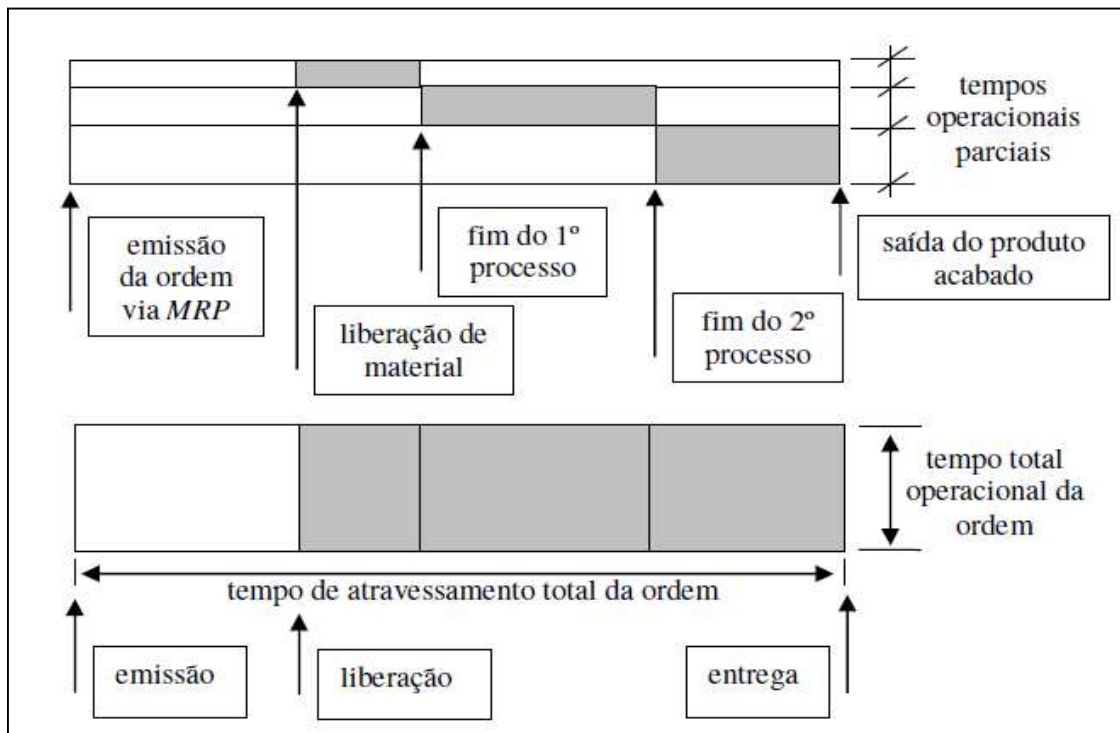 tempos
operacionais
parciais
emissão
da ordem
via MRP
fim do 1º
processo
saída do produto
acabado
liberação de
material
fim do 2º
processo
tempo total
operacional da
ordem
tempo de atravessamento total da ordem
emissão
liberação
entrega